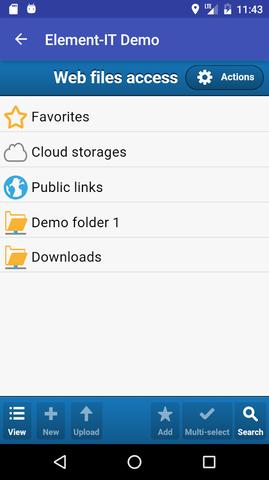 11:43
Element-IT Demo
Web files access
Actions
Favorites
Cloud storages
Public links
Demo folder 1
Downloads
View New Upload Add Multi-select Search